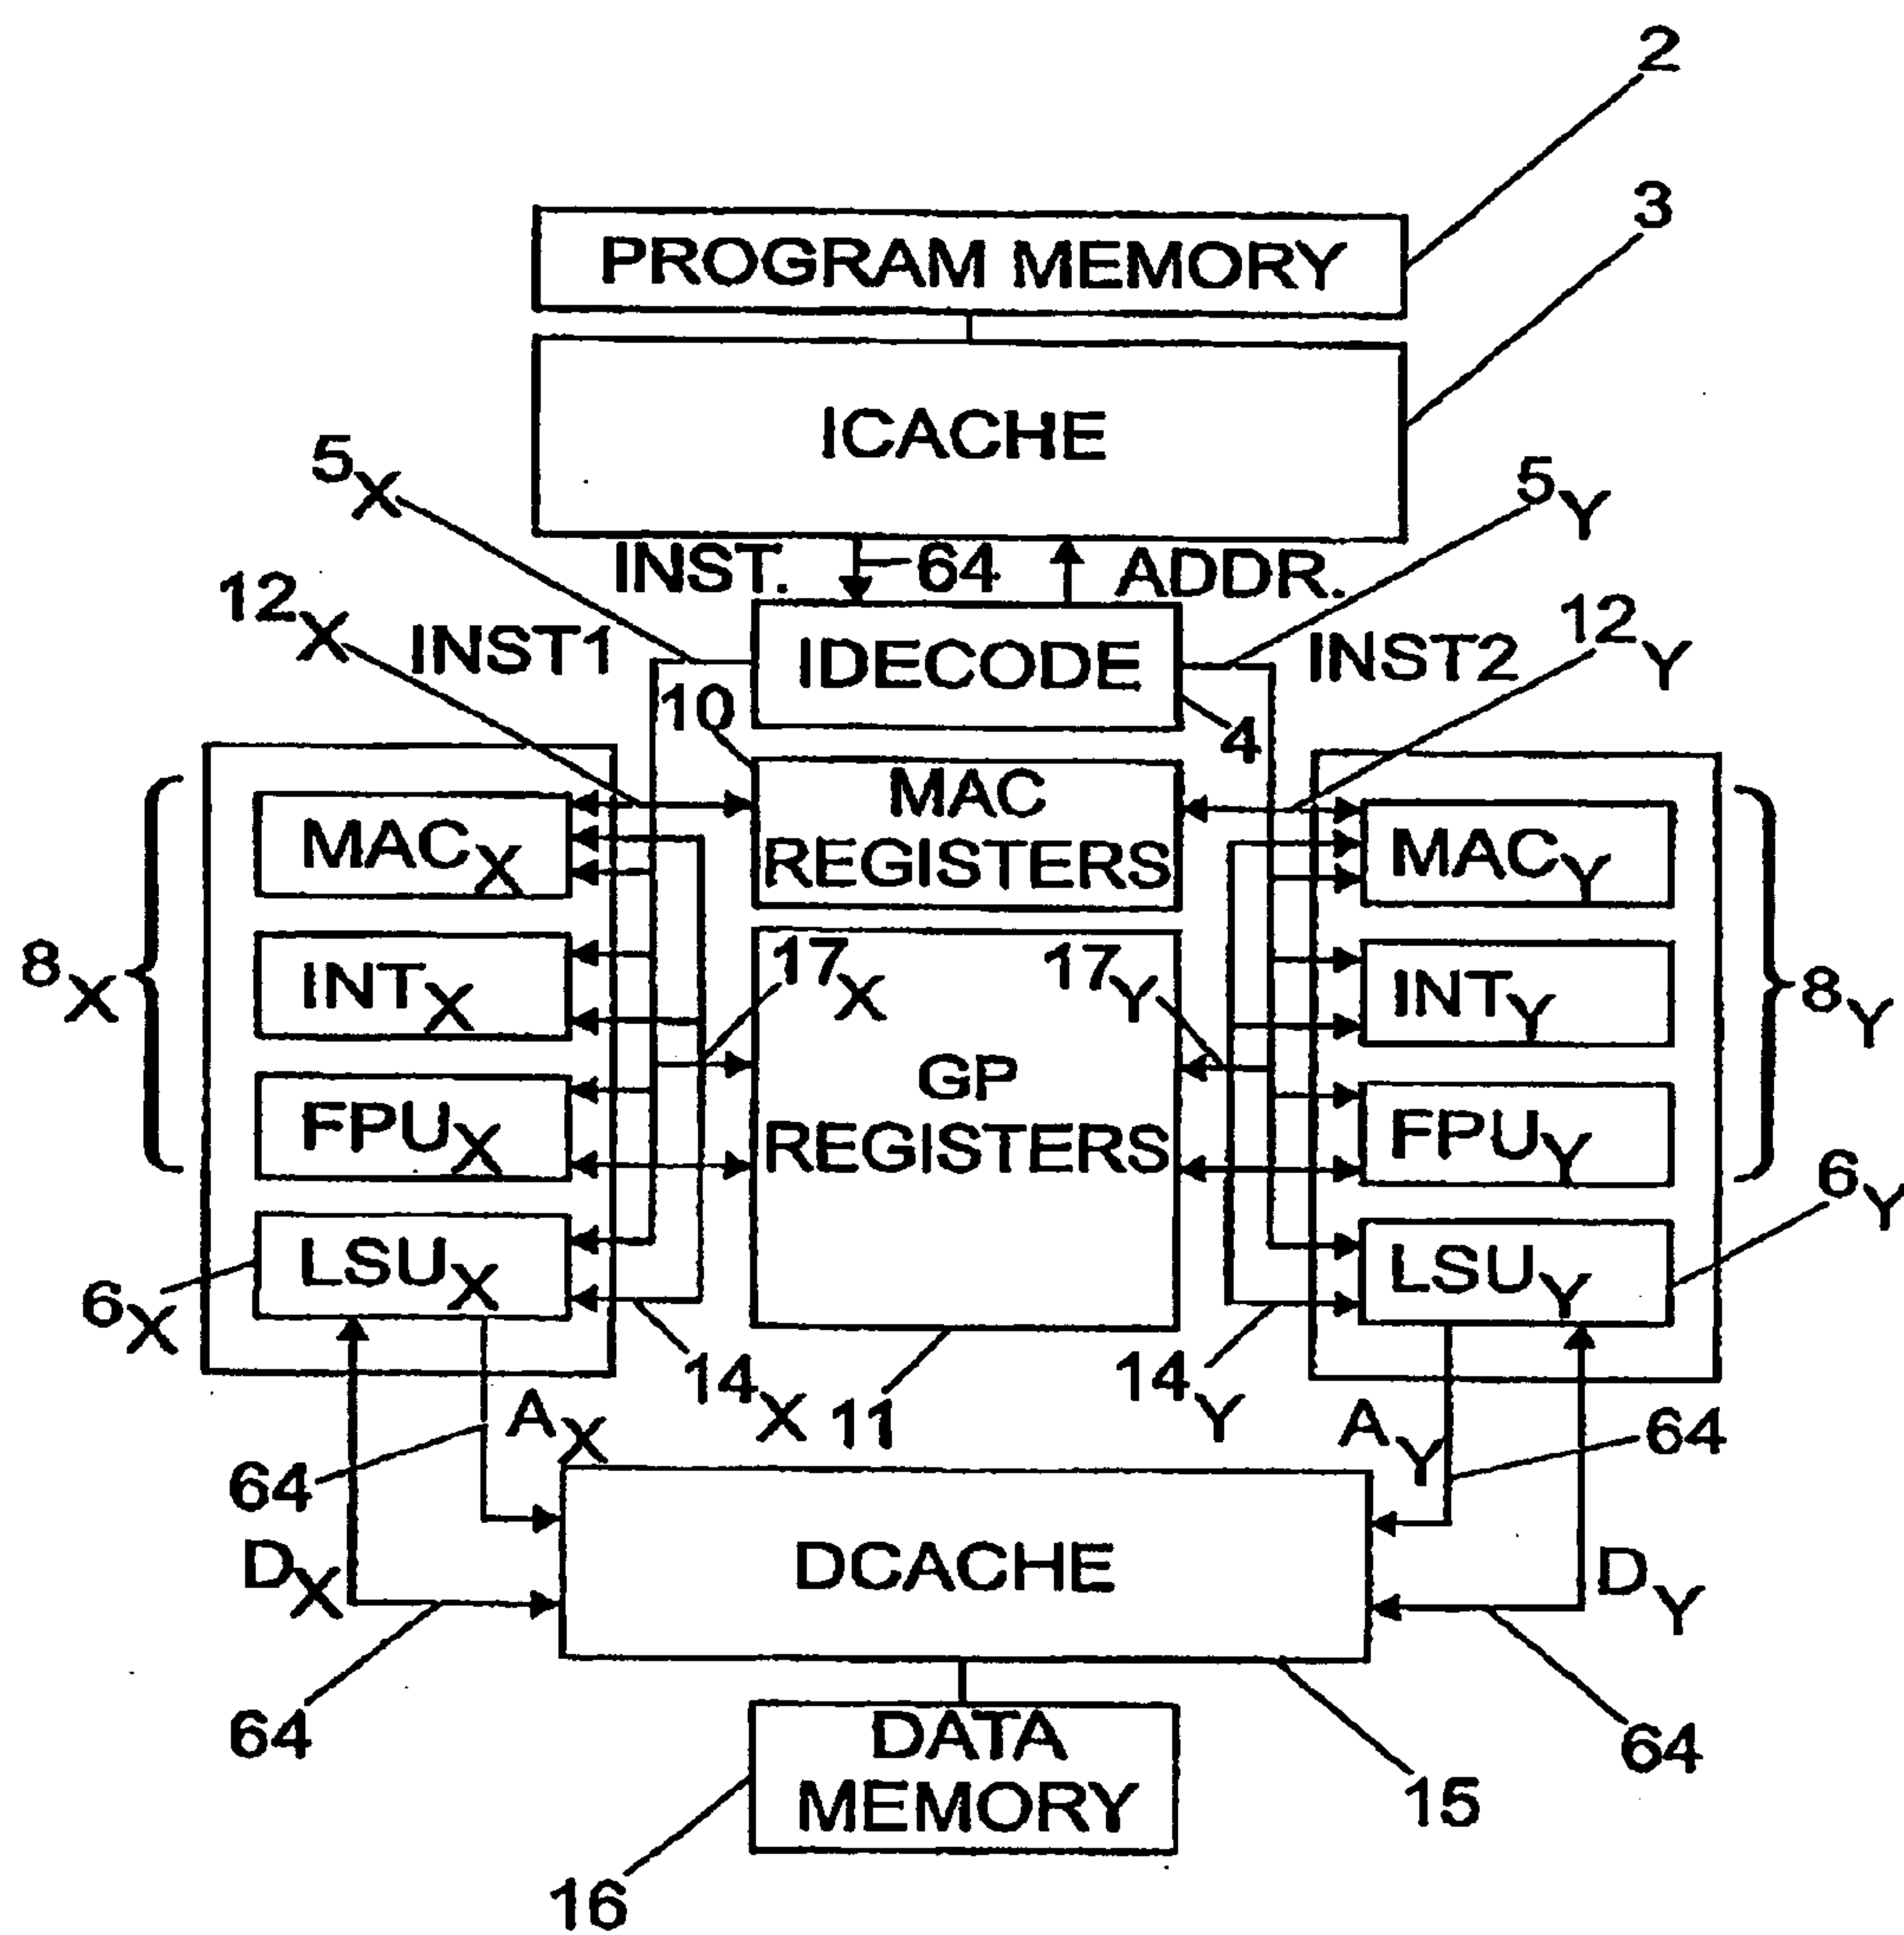 2
3
PROGRAM MEMORY
ICACHE
5X
5Y
INST.
64
ADDR.
12X
INST1
IDECODE
INST2
12Y
10
4
MAC
REGISTERS
MACX
MACY
8X
INTX
17X
17Y
INTY
8Y
GP
REGISTERS
FPUX
FPUY
6Y
LSUX
LSUY
6X
14X
11
14Y
AX
AY
64
64
DX
DCACHE
DY
64
DATA
MEMORY
64
15
16